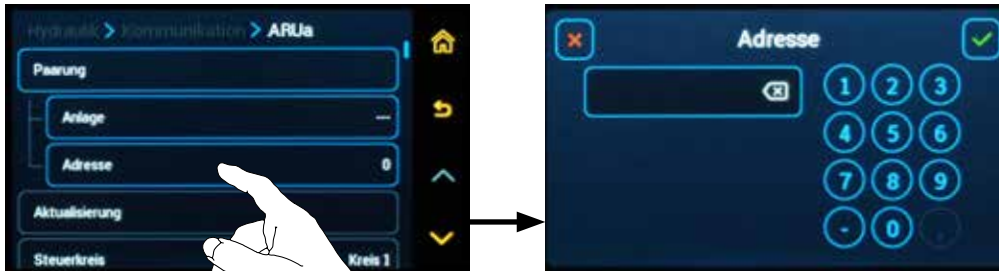 Hydraulik > Kommunikation > ARUa
Paarung
Anlage ---
Adresse 0
Aktualisierung
Steuerkreis Kreis 1
Adresse
1 2 3
4 5 6
7 8 9
- 0 ,